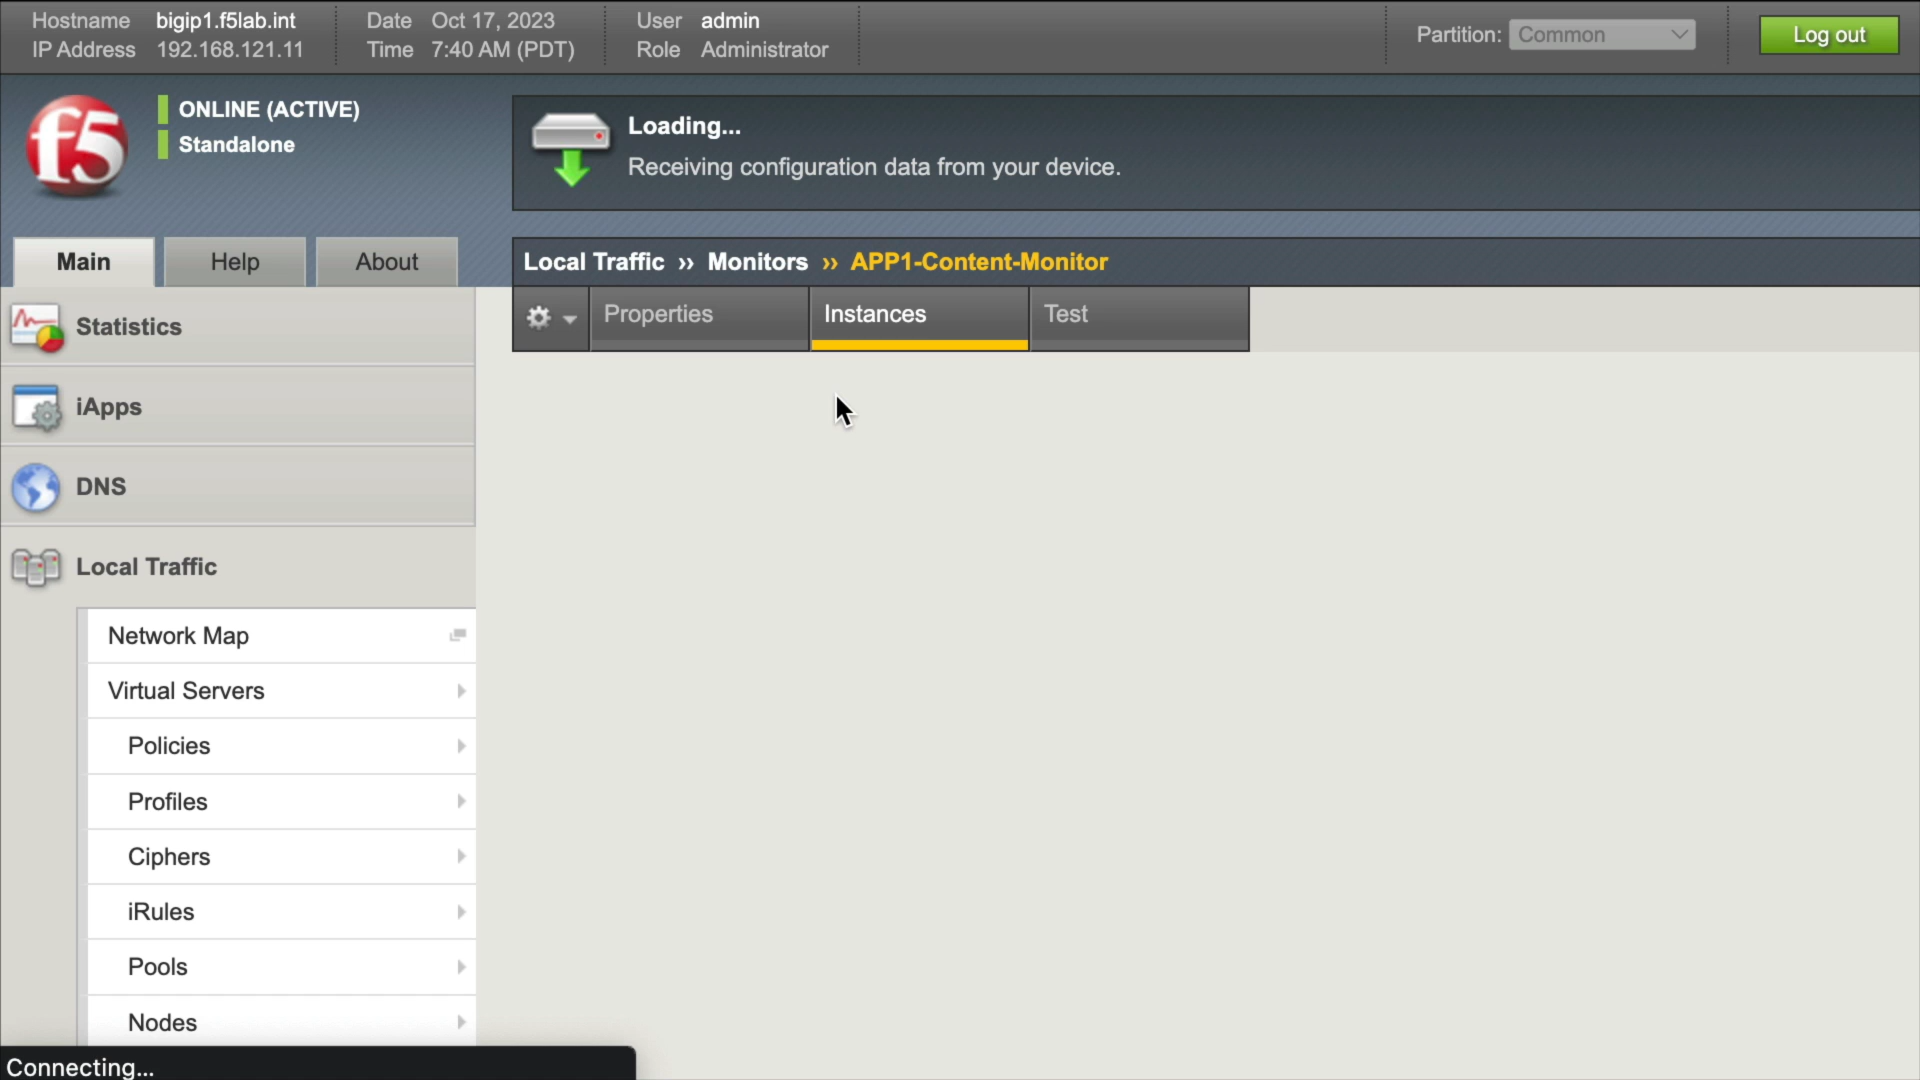 Hostname bigip1.f5lab.int Date Oct 17, 2023 User admin Partition: Common Log out
IP Address 192.168.121.11 Time 7:40 AM (PDT) Role Administrator
f5
ONLINE (ACTIVE)
Standalone
Loading...
Receiving configuration data from your device.
Main Help About
Local Traffic ›› Monitors ›› APP1-Content-Monitor
Properties Instances Test
Statistics
iApps
DNS
Local Traffic
Network Map
Virtual Servers
Policies
Profiles
Ciphers
iRules
Pools
Nodes
Connecting...